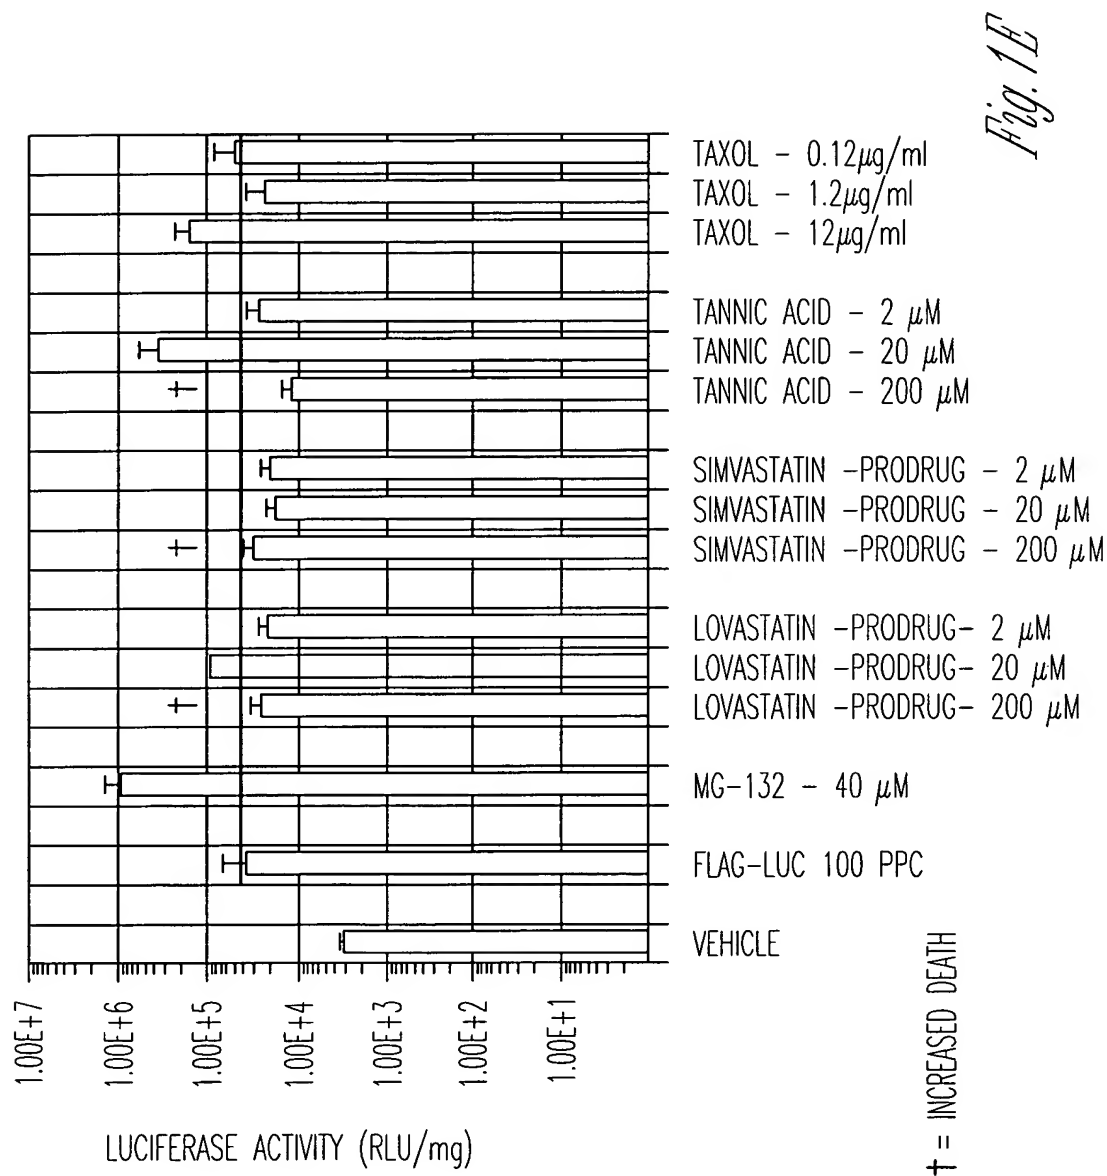 Fig. 1E
TAXOL - 0.12μg/ml
TAXOL - 1.2μg/ml
TAXOL - 12μg/ml
TANNIC ACID - 2 μM
TANNIC ACID - 20 μM
TANNIC ACID - 200 μM
SIMVASTATIN -PRODRUG - 2 μM
SIMVASTATIN -PRODRUG - 20 μM
SIMVASTATIN -PRODRUG - 200 μM
LOVASTATIN -PRODRUG- 2 μM
LOVASTATIN -PRODRUG- 20 μM
LOVASTATIN -PRODRUG- 200 μM
MG-132 - 40 μM
FLAG-LUC 100 PPC
VEHICLE
†
†
†
1.00E+7
1.00E+6
1.00E+5
1.00E+4
1.00E+3
1.00E+2
1.00E+1
LUCIFERASE ACTIVITY (RLU/mg)
† = INCREASED DEATH